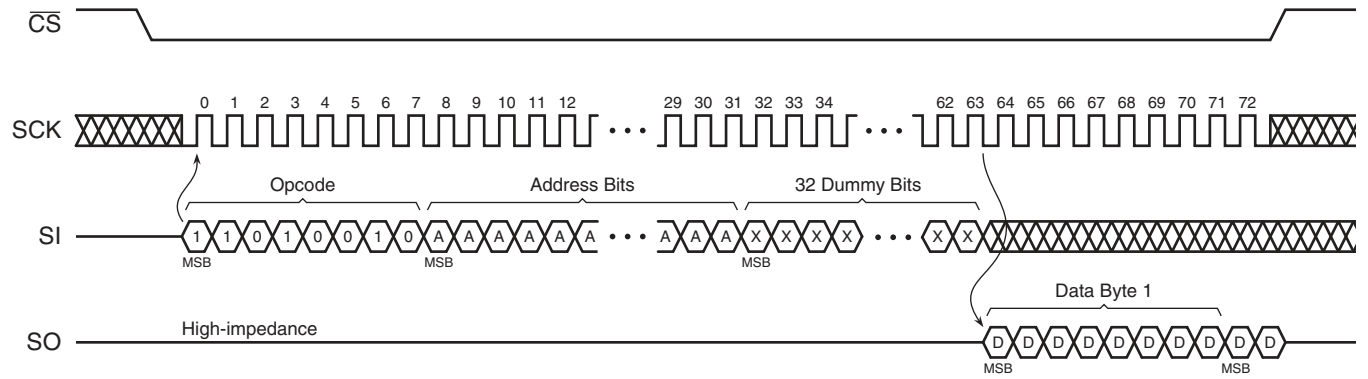 CS
0 1 2 3 4 5 6 7 8 9 10 11 12 29 30 31 32 33 34 62 63 64 65 66 67 68 69 70 71 72
SCK
Opcode Address Bits 32 Dummy Bits
SI 1 1 0 1 0 0 1 0 A A A A A A A A A X X X X X X
MSB MSB MSB
Data Byte 1
High-impedance
SO D D D D D D D D D D
MSB MSB